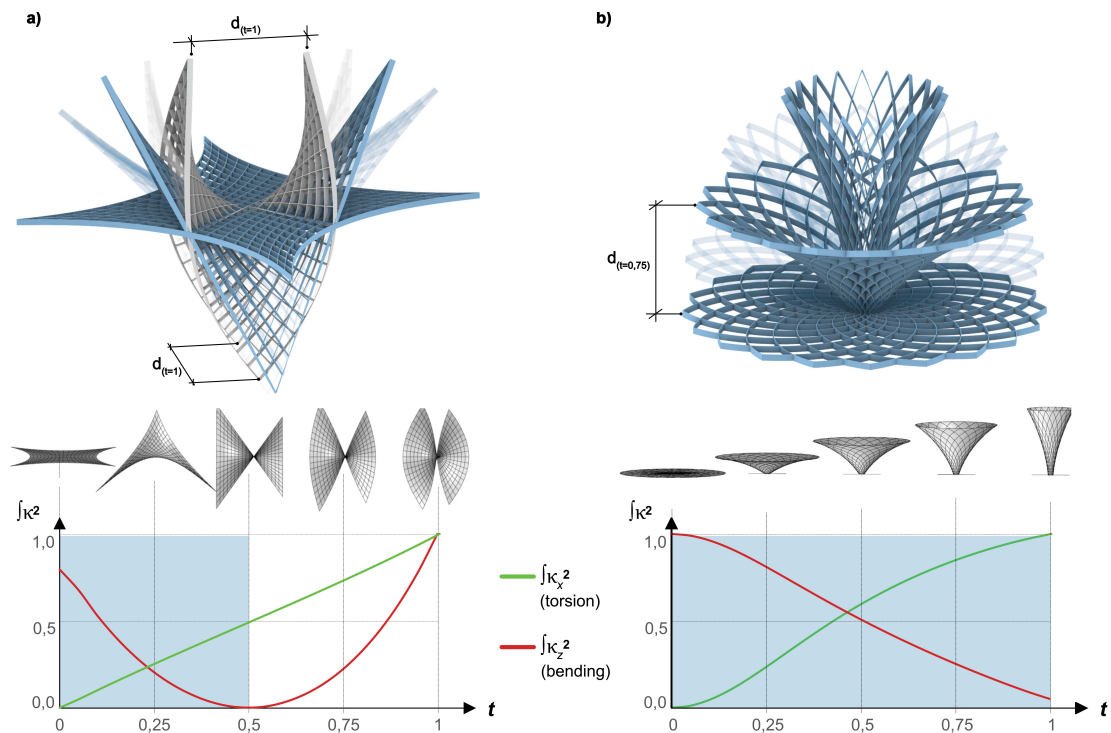 a)
d(t=1)
d(t=1)
∫κ²
1,0
0,5
0,0
0
0,25
0,5
0,75
1
t
∫κx²
(torsion)
∫κz²
(bending)
b)
d(t=0,75)
∫κ²
1,0
0,5
0,0
0
0,25
0,5
0,75
1
t